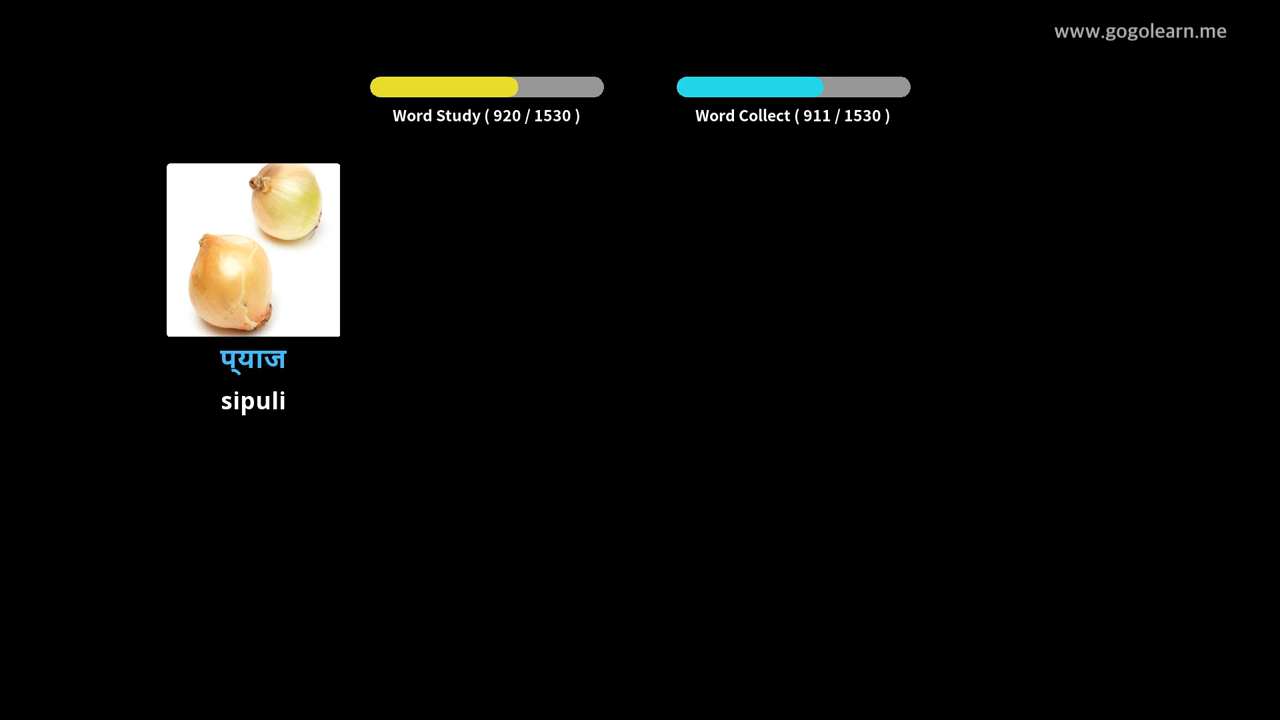 www.gogolearn.me
Word Study ( 920 / 1530 )
Word Collect ( 911 / 1530 )
प्याज
sipuli